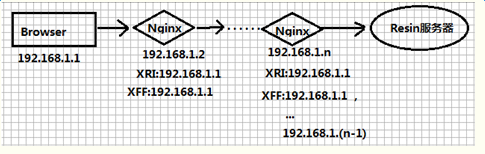 Browser
Nginx
Nginx
Resin服务器
192.168.1.1
192.168.1.2
XRI:192.168.1.1
XFF:192.168.1.1
192.168.1.n
XRI:192.168.1.1
XFF:192.168.1.1 ，
...
192.168.1.(n-1)